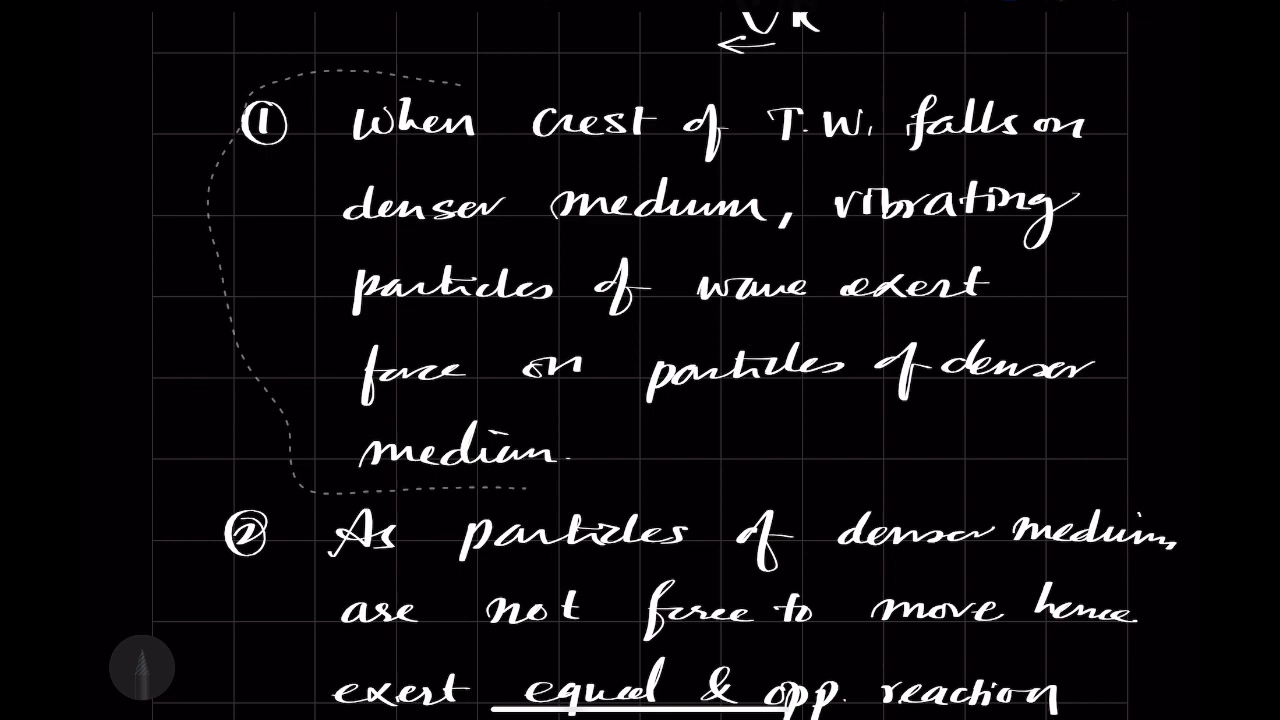 ① When crest of T.W. falls on
denser medium, vibrating
particles of wave exert
force on particles of denser
medium.
② As particles of denser medium,
are not free to move hence
exert equal & opp. reaction